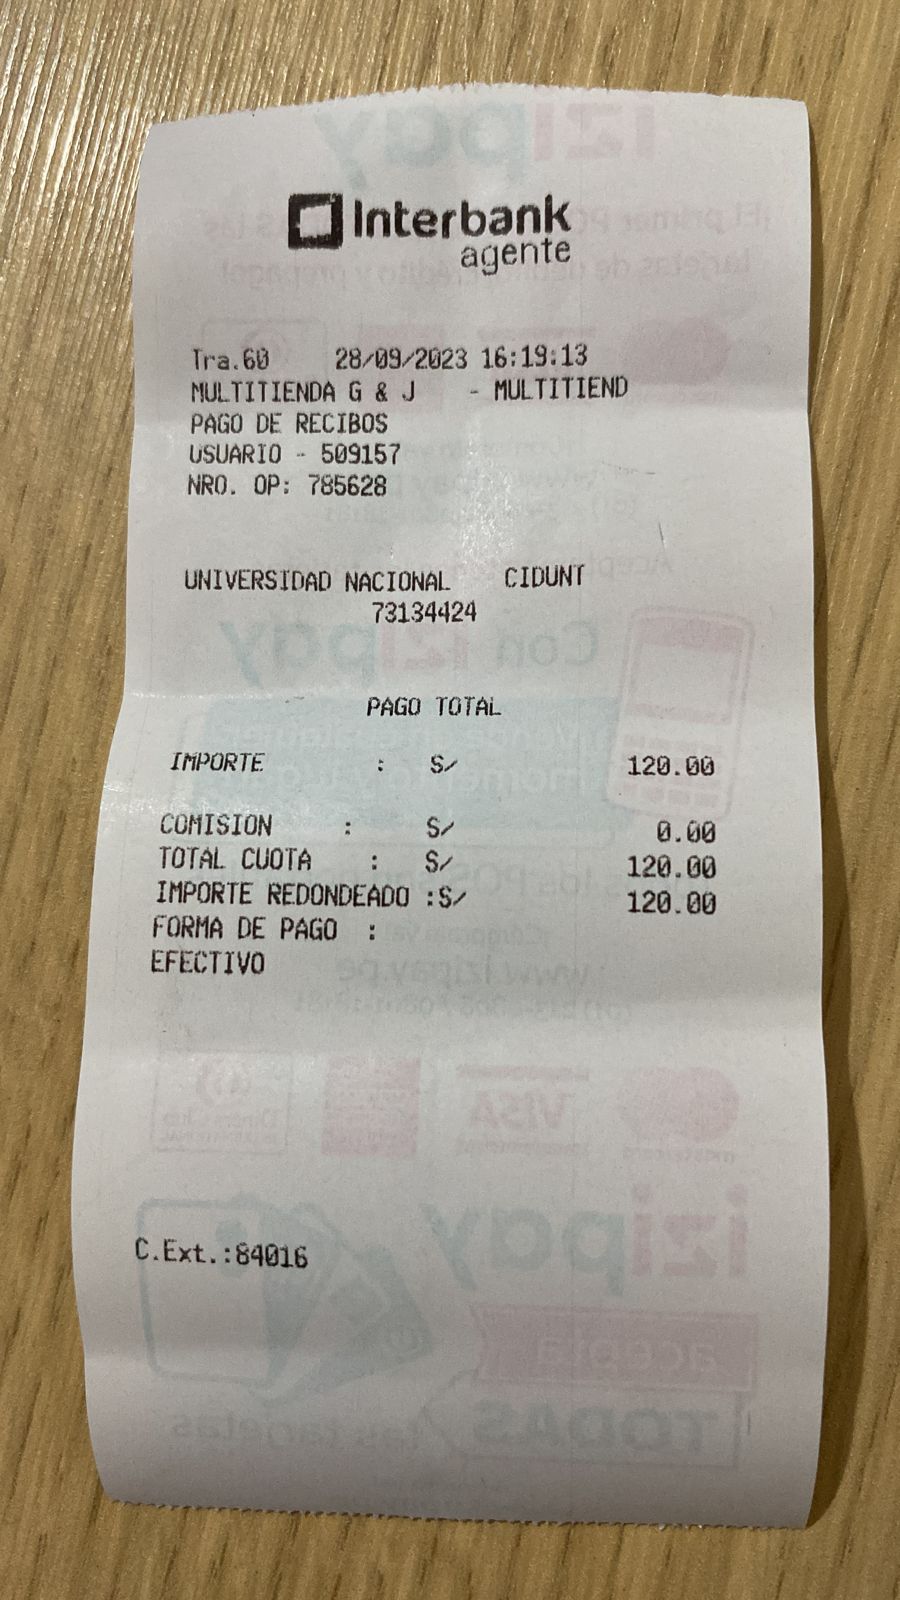 Interbank
agente
Tra.60 28/09/2023 16:19:13
MULTITIENDA G & J - MULTITIEND
PAGO DE RECIBOS
USUARIO - 509157
NRO. OP: 785628
UNIVERSIDAD NACIONAL CIDUNT
73134424
PAGO TOTAL
IMPORTE : S/ 120.00
COMISION : S/ 0.00
TOTAL CUOTA : S/ 120.00
IMPORTE REDONDEADO :S/ 120.00
FORMA DE PAGO :
EFECTIVO
C.Ext.:84016